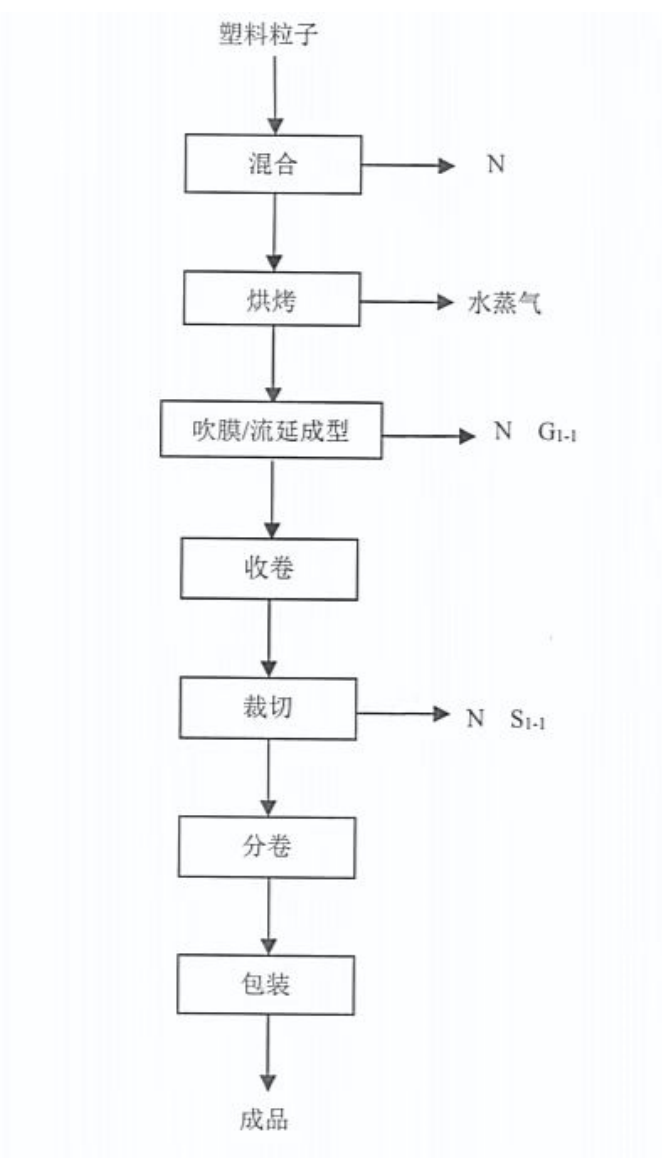 塑料粒子
混合 N
烘烤 水蒸气
吹膜/流延成型 N G1-1
收卷
裁切 N S1-1
分卷
包装
成品